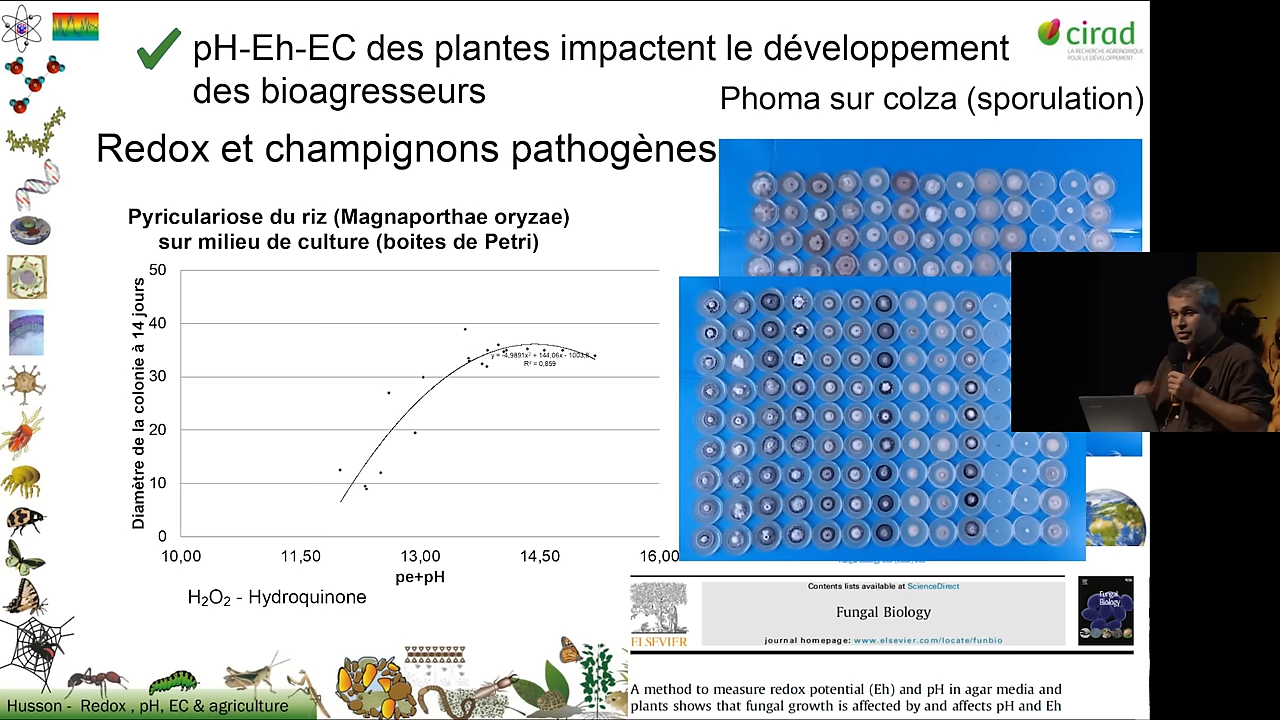 pH-Eh-EC des plantes impactent le développement
des bioagresseurs
cirad
LA RECHERCHE AGRONOMIQUE
POUR LE DÉVELOPPEMENT
Phoma sur colza (sporulation)
Redox et champignons pathogènes
Pyriculariose du riz (Magnaporthae oryzae)
sur milieu de culture (boites de Petri)
Diamètre de la colonie à 14 jours
50
40
30
20
10
0
R² = 0,859
10,00
11,50
13,00
14,50
16,00
pe+pH
H₂O₂ - Hydroquinone
Contents lists available at ScienceDirect
Fungal Biology
journal homepage: www.elsevier.com/locate/funbio
ELSEVIER
Fungal
Biology
A method to measure redox potential (Eh) and pH in agar media and
plants shows that fungal growth is affected by and affects pH and Eh
Husson - Redox , pH, EC & agriculture